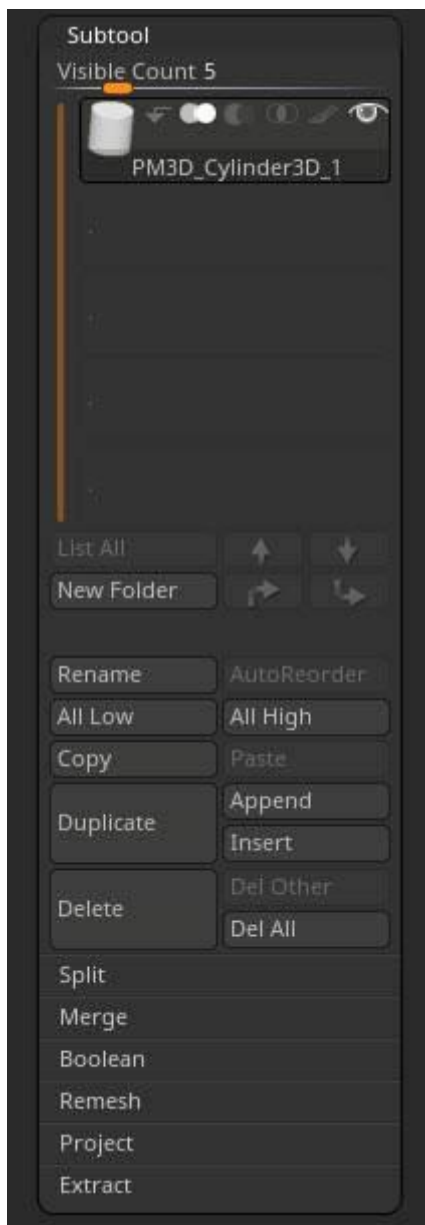 Subtool
Visible Count 5
PM3D_Cylinder3D_1
List All
New Folder
Rename AutoReorder
All Low All High
Copy Paste
Duplicate Append
Insert
Delete Del Other
Del All
Split
Merge
Boolean
Remesh
Project
Extract